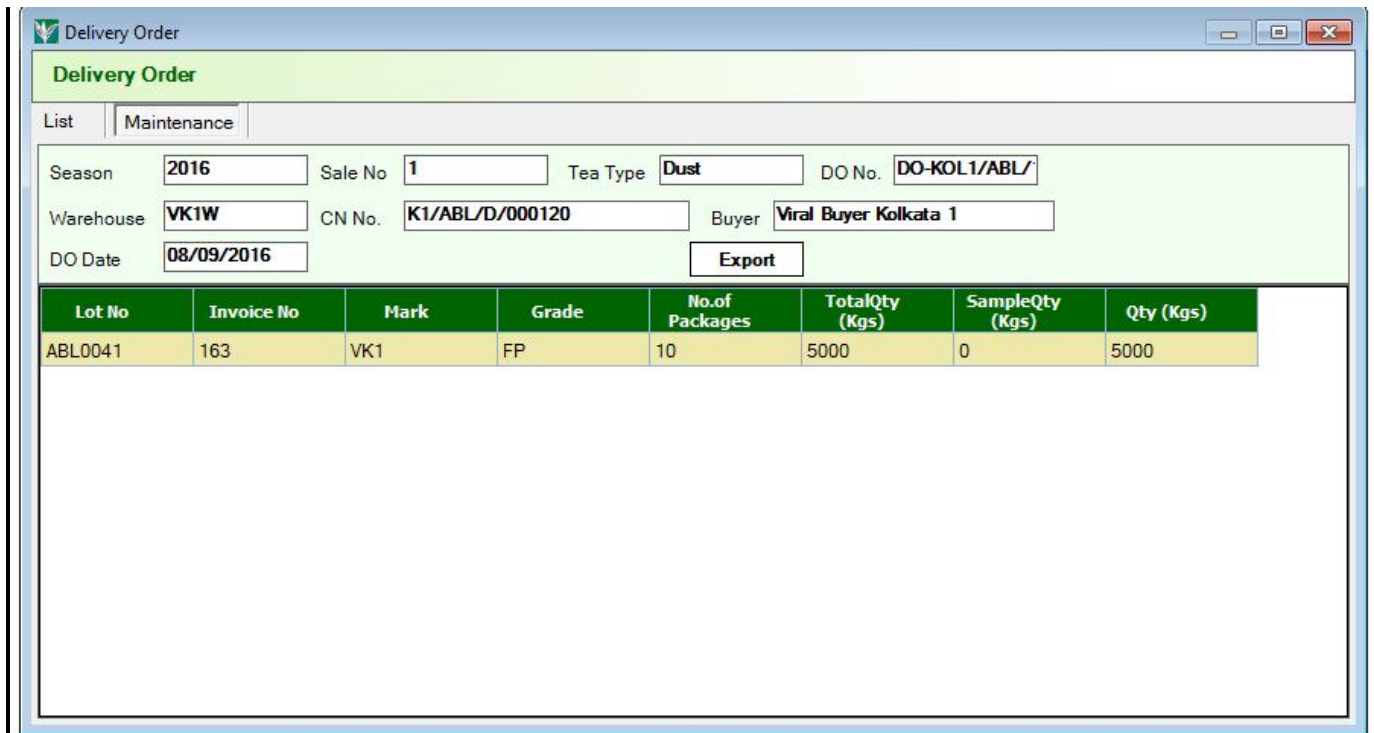 Delivery Order
Delivery Order
List Maintenance
Season 2016 Sale No 1 Tea Type Dust DO No. DO-KOL1/ABL/
Warehouse VK1W CN No. K1/ABL/D/000120 Buyer Viral Buyer Kolkata 1
DO Date 08/09/2016 Export
Lot No Invoice No Mark Grade No.of Packages TotalQty (Kgs) SampleQty (Kgs) Qty (Kgs)
ABL0041 163 VK1 FP 10 5000 0 5000